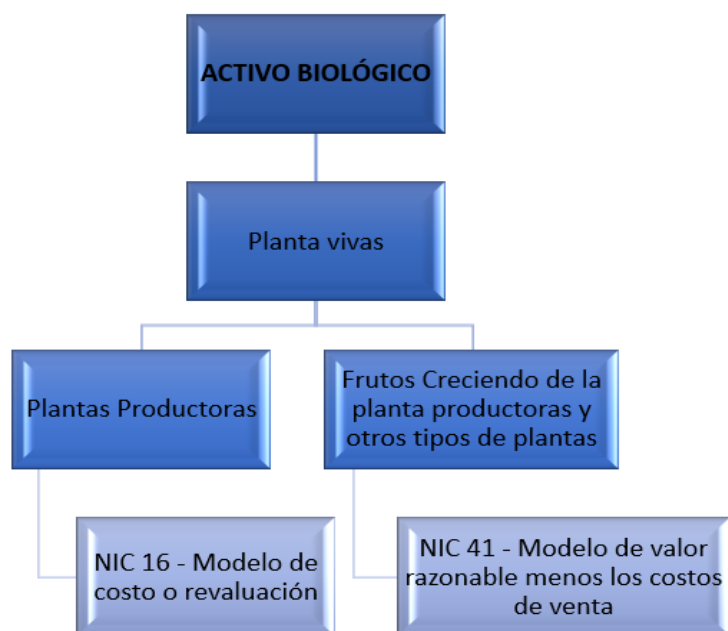 ACTIVO BIOLÓGICO
Planta vivas
Plantas Productoras
Frutos Creciendo de la
planta productoras y
otros tipos de plantas
NIC 16 - Modelo de
costo o revaluación
NIC 41 - Modelo de valor
razonable menos los costos
de venta